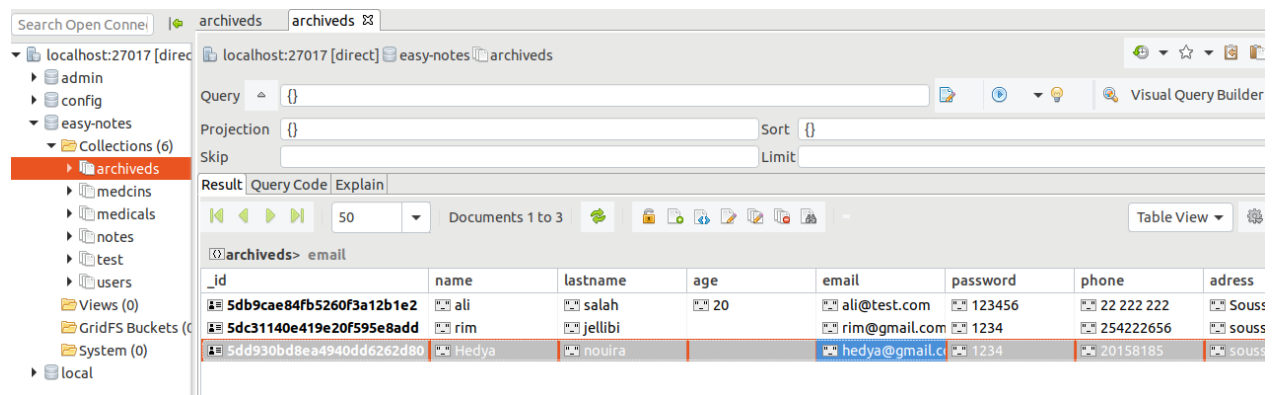 Search Open Connec archiveds archiveds
localhost:27017 [direc localhost:27017 [direct] easy-notes archiveds
admin
config Query {} Visual Query Builder
easy-notes
Collections (6) Projection {} Sort {}
archiveds Skip Limit
medcins Result Query Code Explain
medicals 50 Documents 1 to 3 Table View
notes
test archiveds> email
users _id name lastname age email password phone adress
Views (0) 5db9cae84fb5260f3a12b1e2 ali salah 20 ali@test.com 123456 22 222 222 Souss
GridFS Buckets (0 5dc31140e419e20f595e8add rim jellibi rim@gmail.com 1234 254222656 souss
System (0) 5dd930bd8ea4940dd6262d80 Hedya nouira hedya@gmail.co 1234 20158185 souss
local